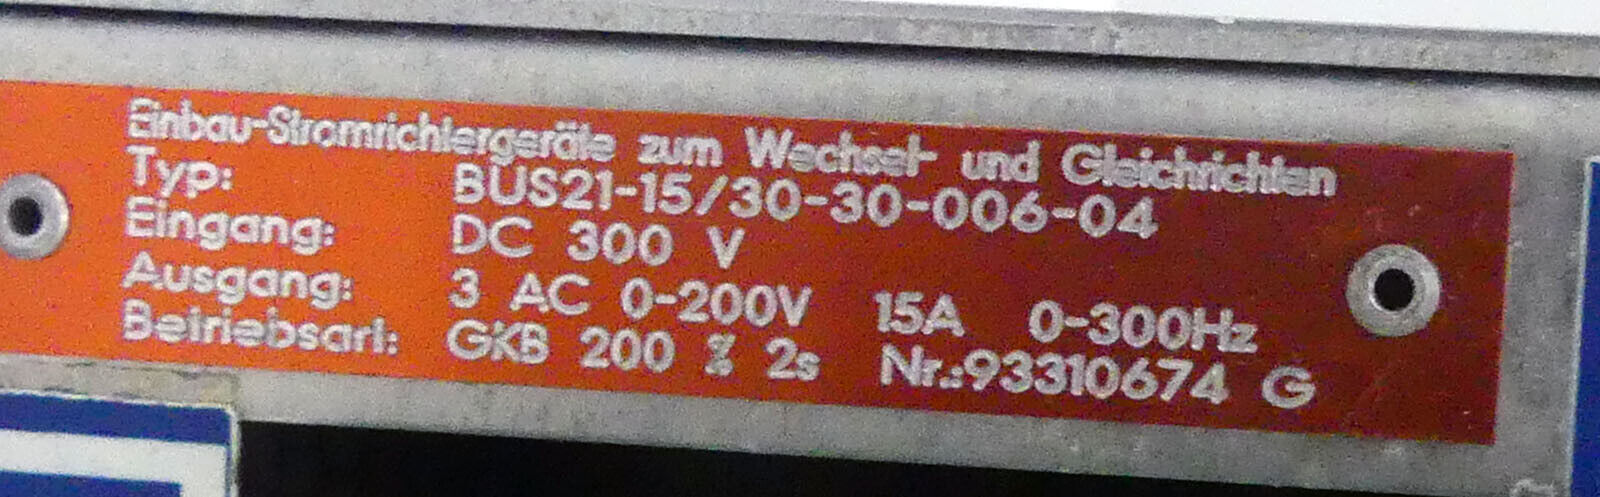 Einbau-Stromrichtergeräte zum Wechsel- und Gleichrichten
Typ: BUS21-15/30-30-006-04
Eingang: DC 300 V
Ausgang: 3 AC 0-200V 15A 0-300Hz
Betriebsart: GKB 200 % 2s Nr.:93310674 G